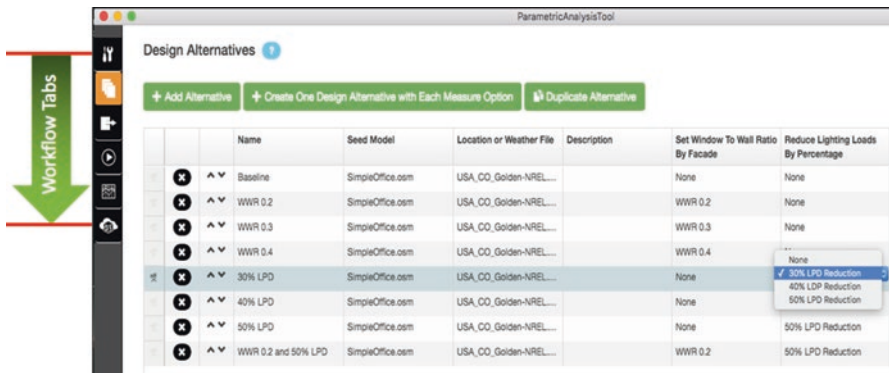 ParametricAnalysisTool
Workflow Tabs
Design Alternatives ?
+ Add Alternative + Create One Design Alternative with Each Measure Option Duplicate Alternative
Name Seed Model Location or Weather File Description Set Window To Wall Ratio By Facade Reduce Lighting Loads By Percentage
Baseline SimpleOffice.osm USA_CO_Golden-NREL.... None None
WWR 0.2 SimpleOffice.osm USA_CO_Golden-NREL.... WWR 0.2 None
WWR 0.3 SimpleOffice.osm USA_CO_Golden-NREL.... WWR 0.3 None
WWR 0.4 SimpleOffice.osm USA_CO_Golden-NREL.... WWR 0.4
30% LPD SimpleOffice.osm USA_CO_Golden-NREL.... None
40% LPD SimpleOffice.osm USA_CO_Golden-NREL.... None
50% LPD SimpleOffice.osm USA_CO_Golden-NREL.... None 50% LPD Reduction
WWR 0.2 and 50% LPD SimpleOffice.osm USA_CO_Golden-NREL.... WWR 0.2 50% LPD Reduction
None
✓ 30% LPD Reduction
40% LDP Reduction
50% LPD Reduction